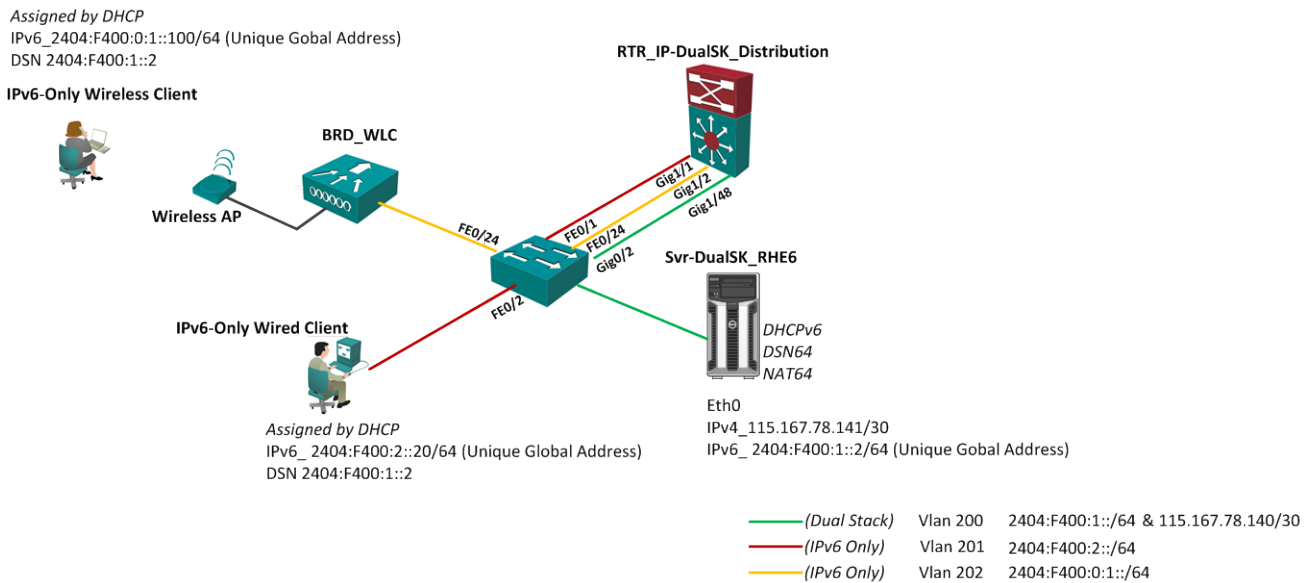 Assigned by DHCP
IPv6_2404:F400:0:1::100/64 (Unique Gobal Address)
DSN 2404:F400:1::2
IPv6-Only Wireless Client
RTR_IP-DualSK_Distribution
BRD_WLC
Wireless AP
FE0/24
Gig1/1
Gig1/2
Gig1/48
FE0/1
FE0/24
Gig0/2
FE0/2
Svr-DualSK_RHE6
DHCPv6
DSN64
NAT64
IPv6-Only Wired Client
Assigned by DHCP
IPv6_ 2404:F400:2::20/64 (Unique Global Address)
DSN 2404:F400:1::2
Eth0
IPv4_115.167.78.141/30
IPv6_ 2404:F400:1::2/64 (Unique Gobal Address)
(Dual Stack) Vlan 200 2404:F400:1::/64 & 115.167.78.140/30
(IPv6 Only) Vlan 201 2404:F400:2::/64
(IPv6 Only) Vlan 202 2404:F400:0:1::/64